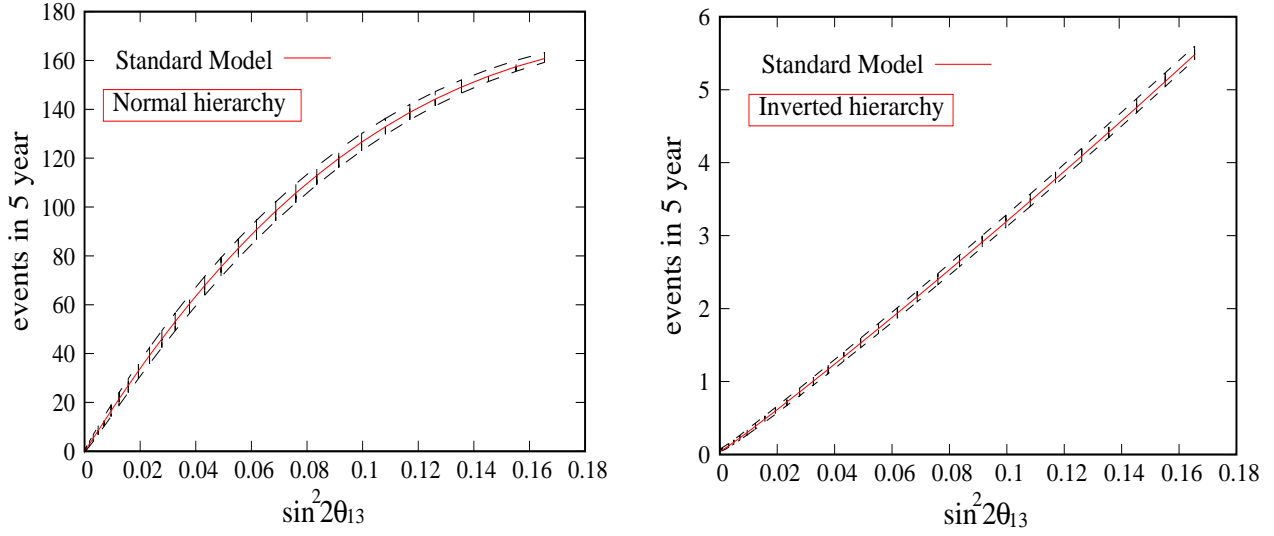 160
180
140
120
100
80
60
40
20
0
events in 5 year
Standard Model
Normal hierarchy
0 0.02 0.04 0.06 0.08 0.1 0.12 0.14 0.16 0.18
sin²2θ₁₃
6
5
4
3
2
1
0
events in 5 year
Standard Model
Inverted hierarchy
0 0.02 0.04 0.06 0.08 0.1 0.12 0.14 0.16 0.18
sin²2θ₁₃